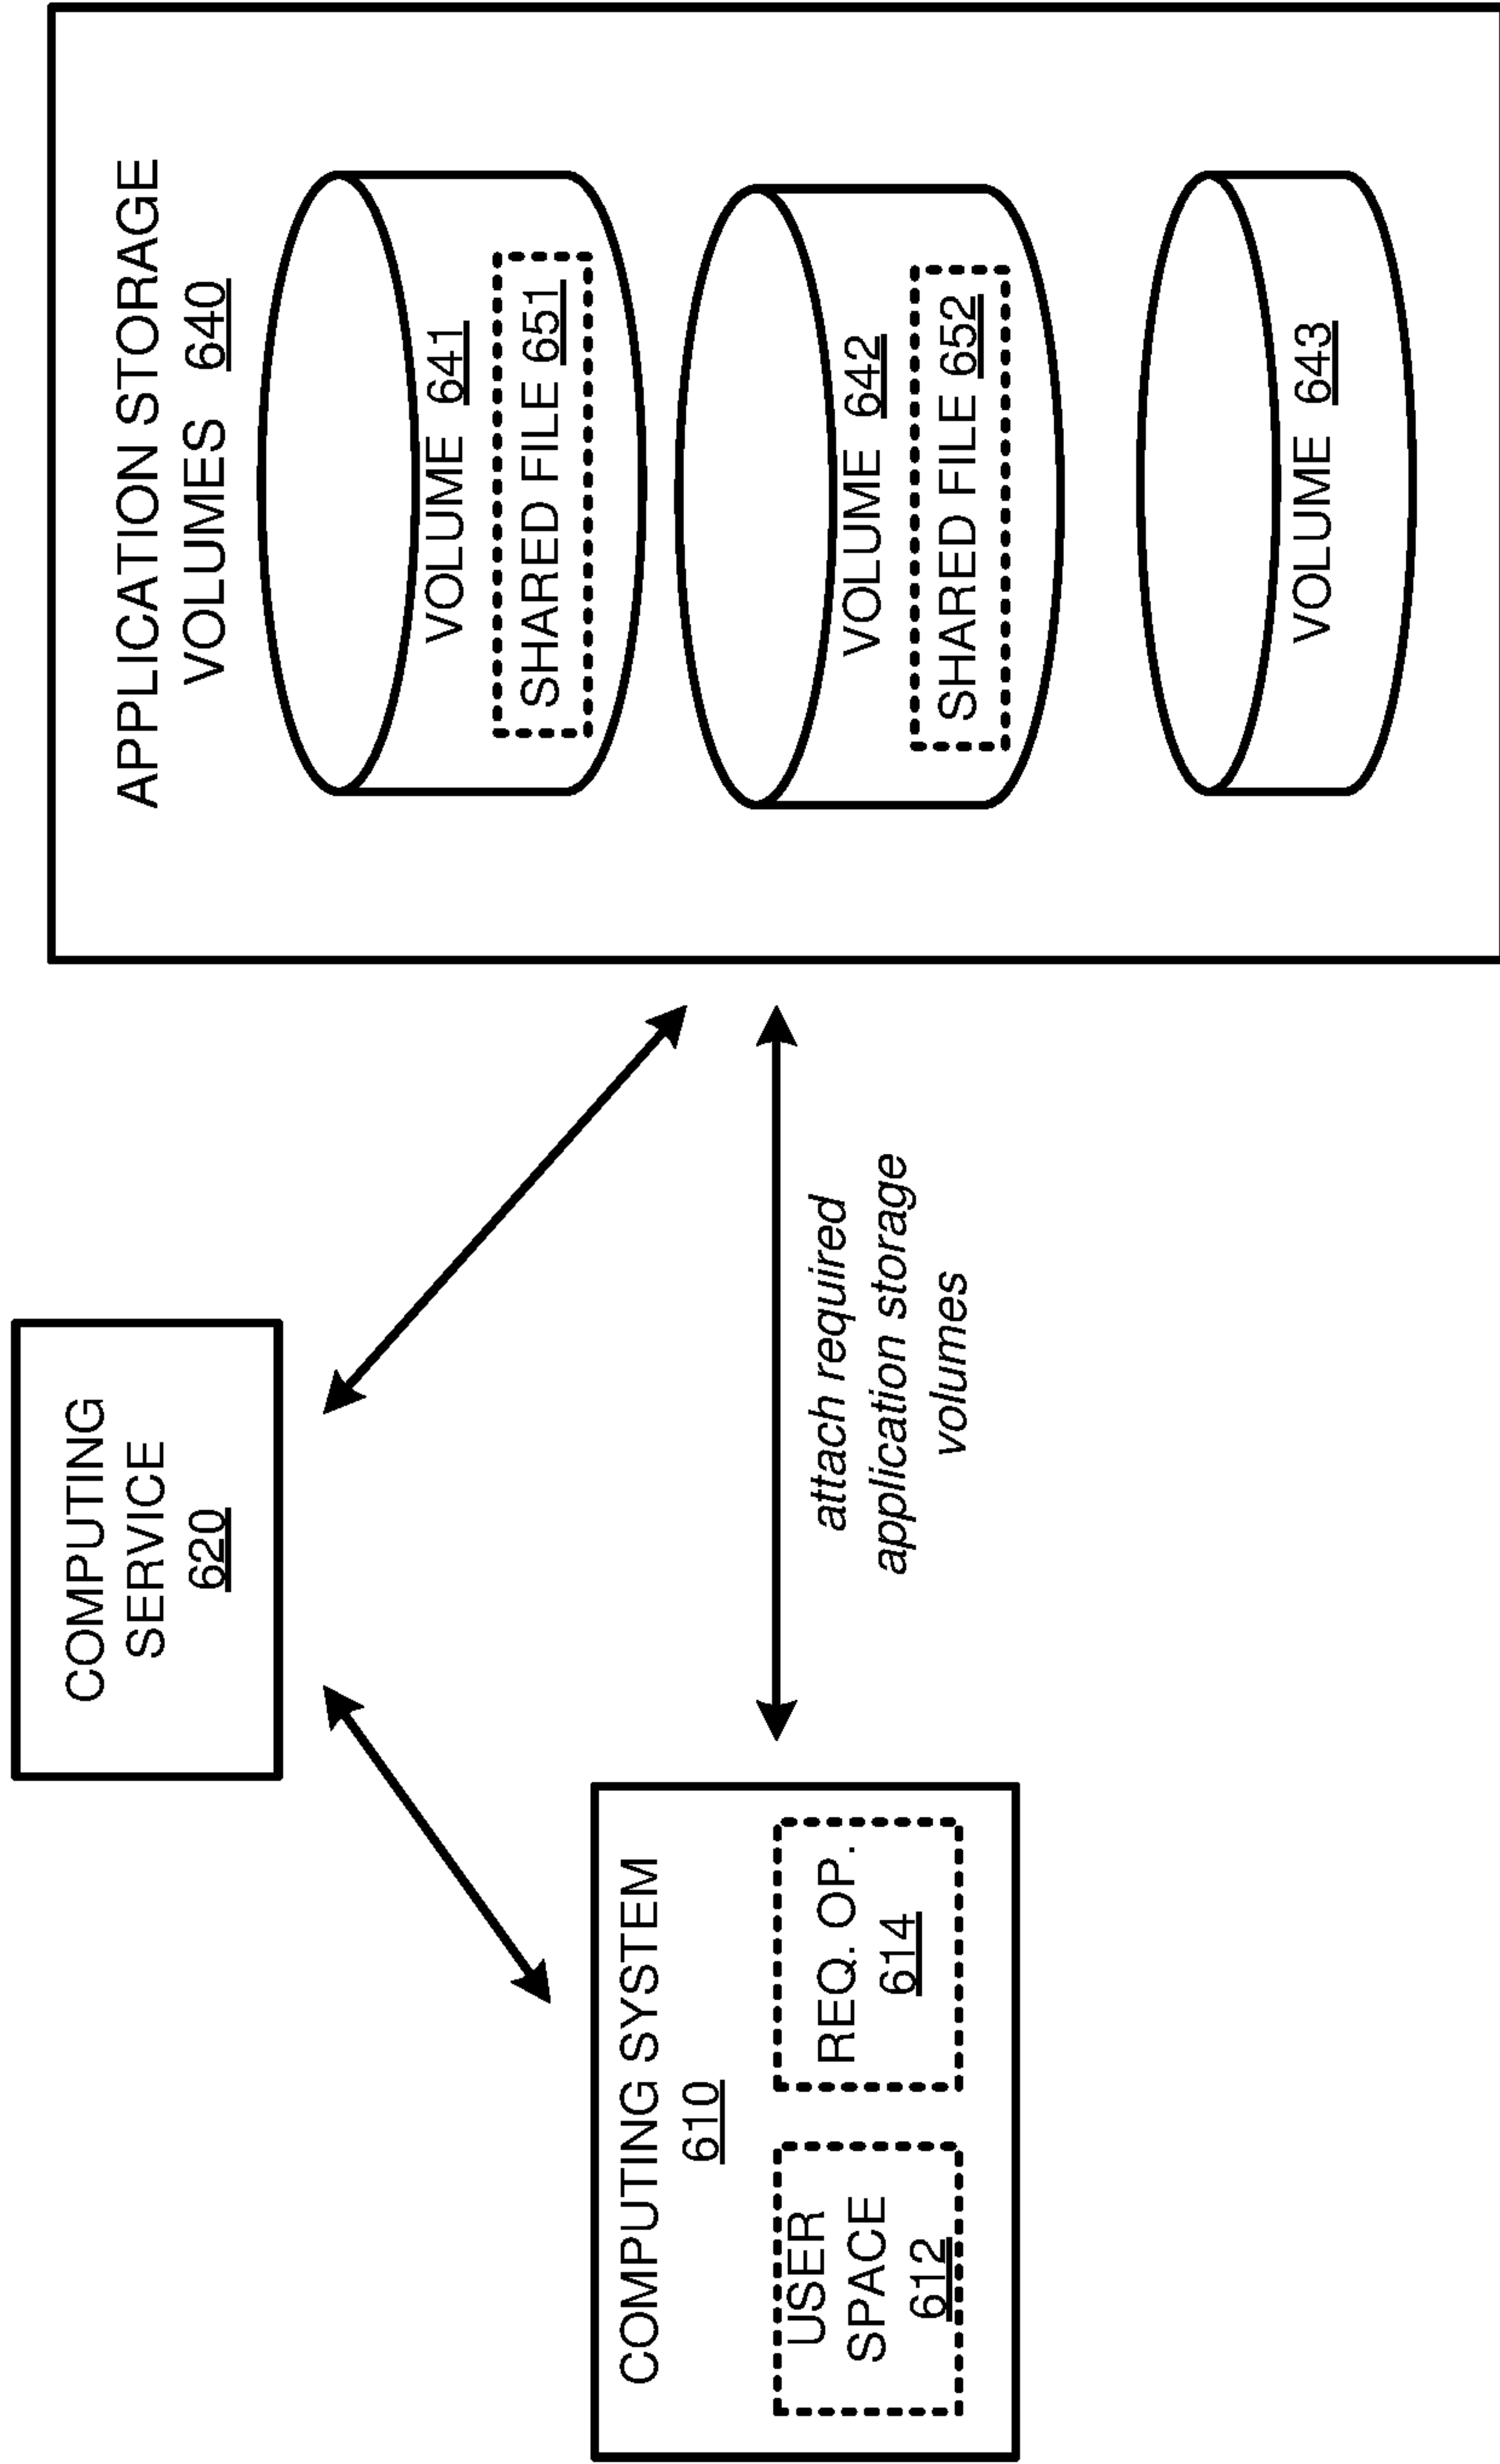 COMPUTING
SERVICE
620
COMPUTING SYSTEM
610
USER
SPACE
612
REQ. OP.
614
attach required
application storage
volumes
APPLICATION STORAGE
VOLUMES 640
VOLUME 641
SHARED FILE 651
VOLUME 642
SHARED FILE 652
VOLUME 643